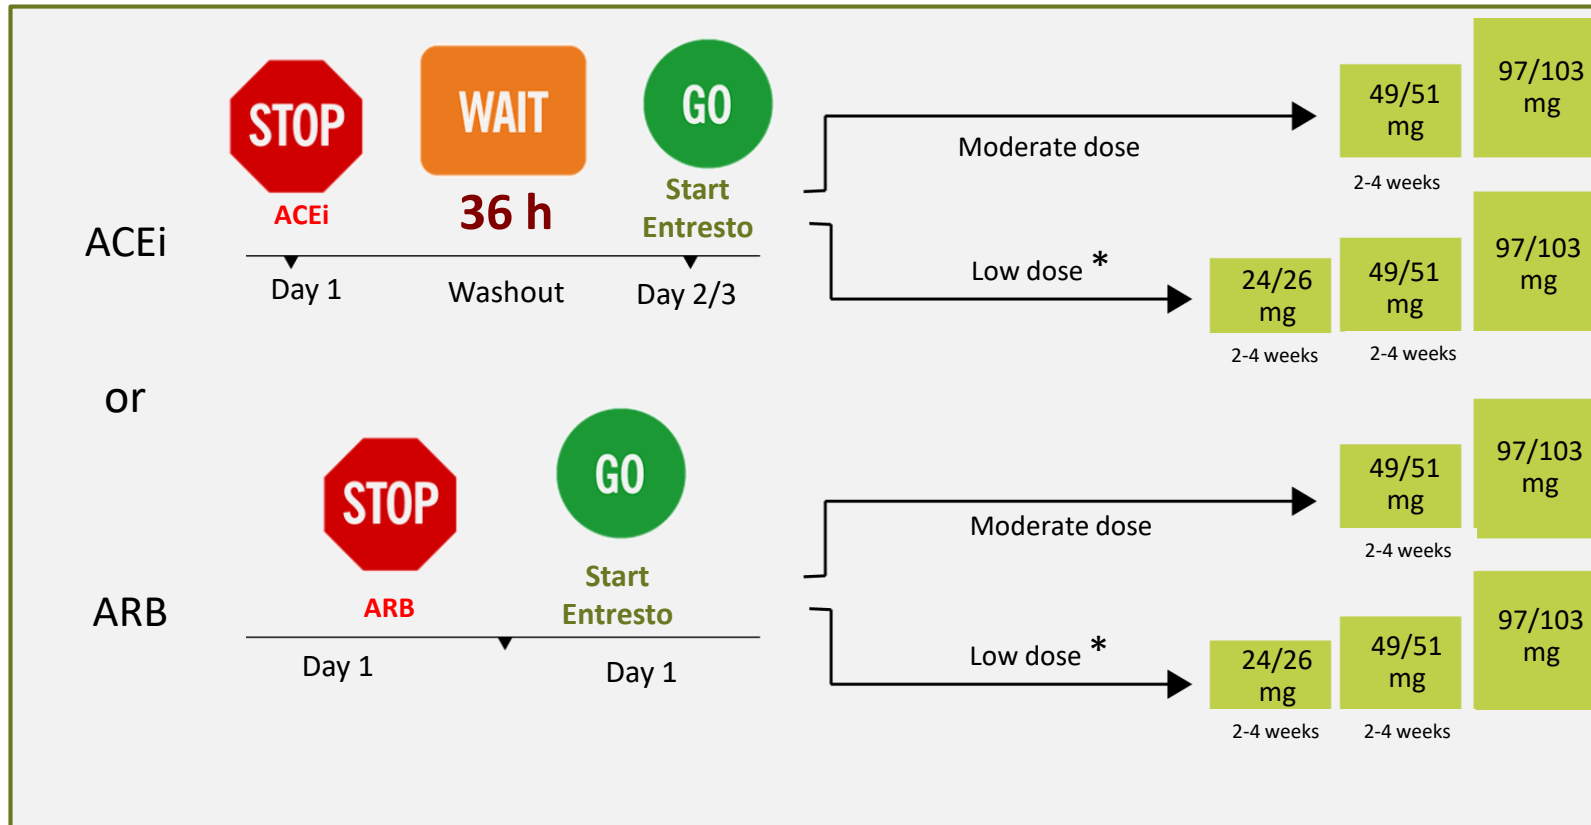 STOP
WAIT
GO
ACEi
36 h
Start
Entresto
ACEi
Day 1
Washout
Day 2/3
Moderate dose
49/51
mg
2-4 weeks
97/103
mg
Low dose *
24/26
mg
2-4 weeks
49/51
mg
2-4 weeks
97/103
mg
or
STOP
GO
ARB
Start
Entresto
ARB
Day 1
Day 1
Moderate dose
49/51
mg
2-4 weeks
97/103
mg
Low dose *
24/26
mg
2-4 weeks
49/51
mg
2-4 weeks
97/103
mg